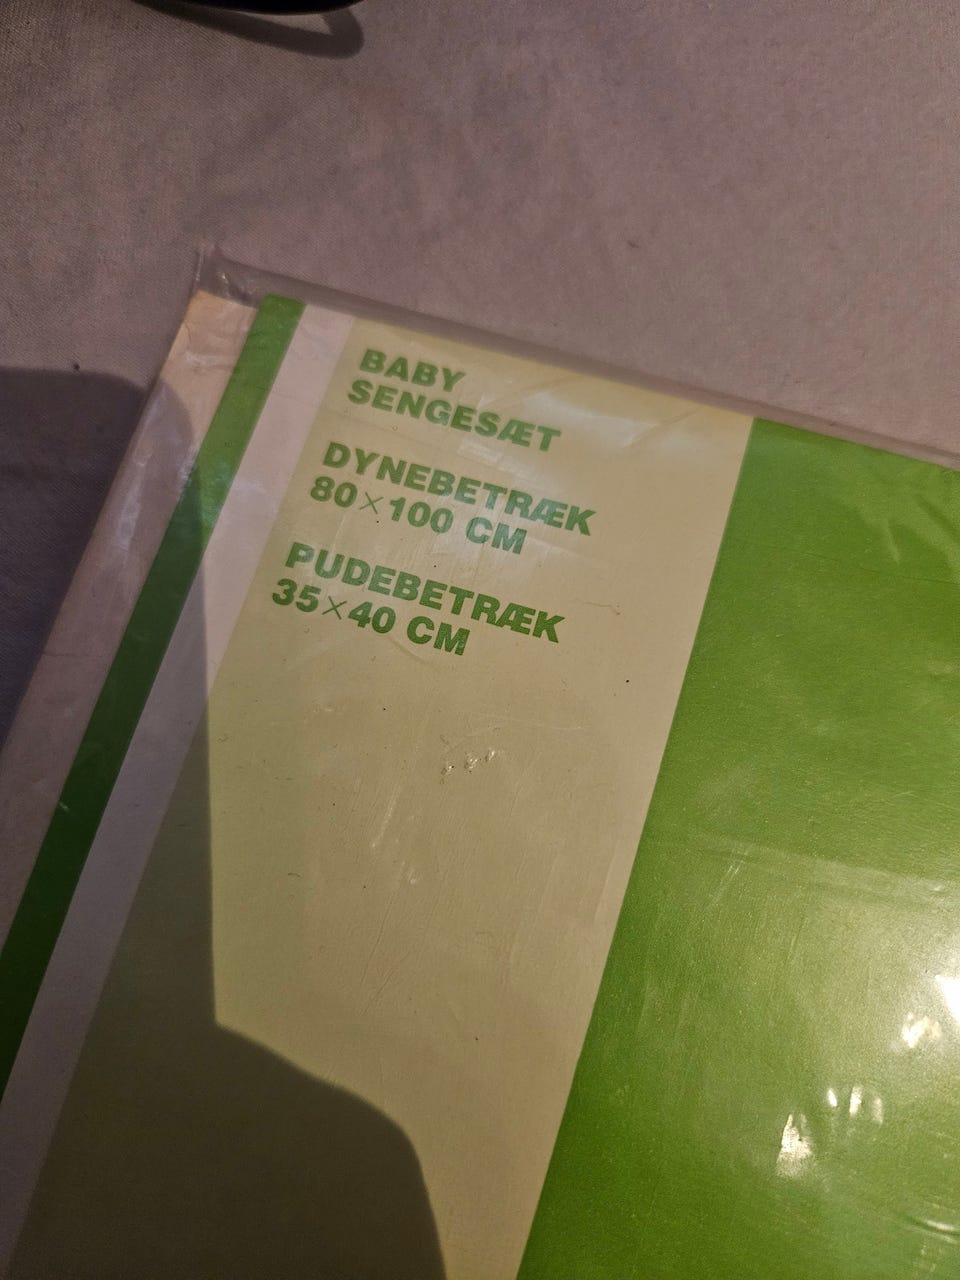 BABY
SENGESÆT
DYNEBETRÆK
80×100 CM
PUDEBETRÆK
35×40 CM